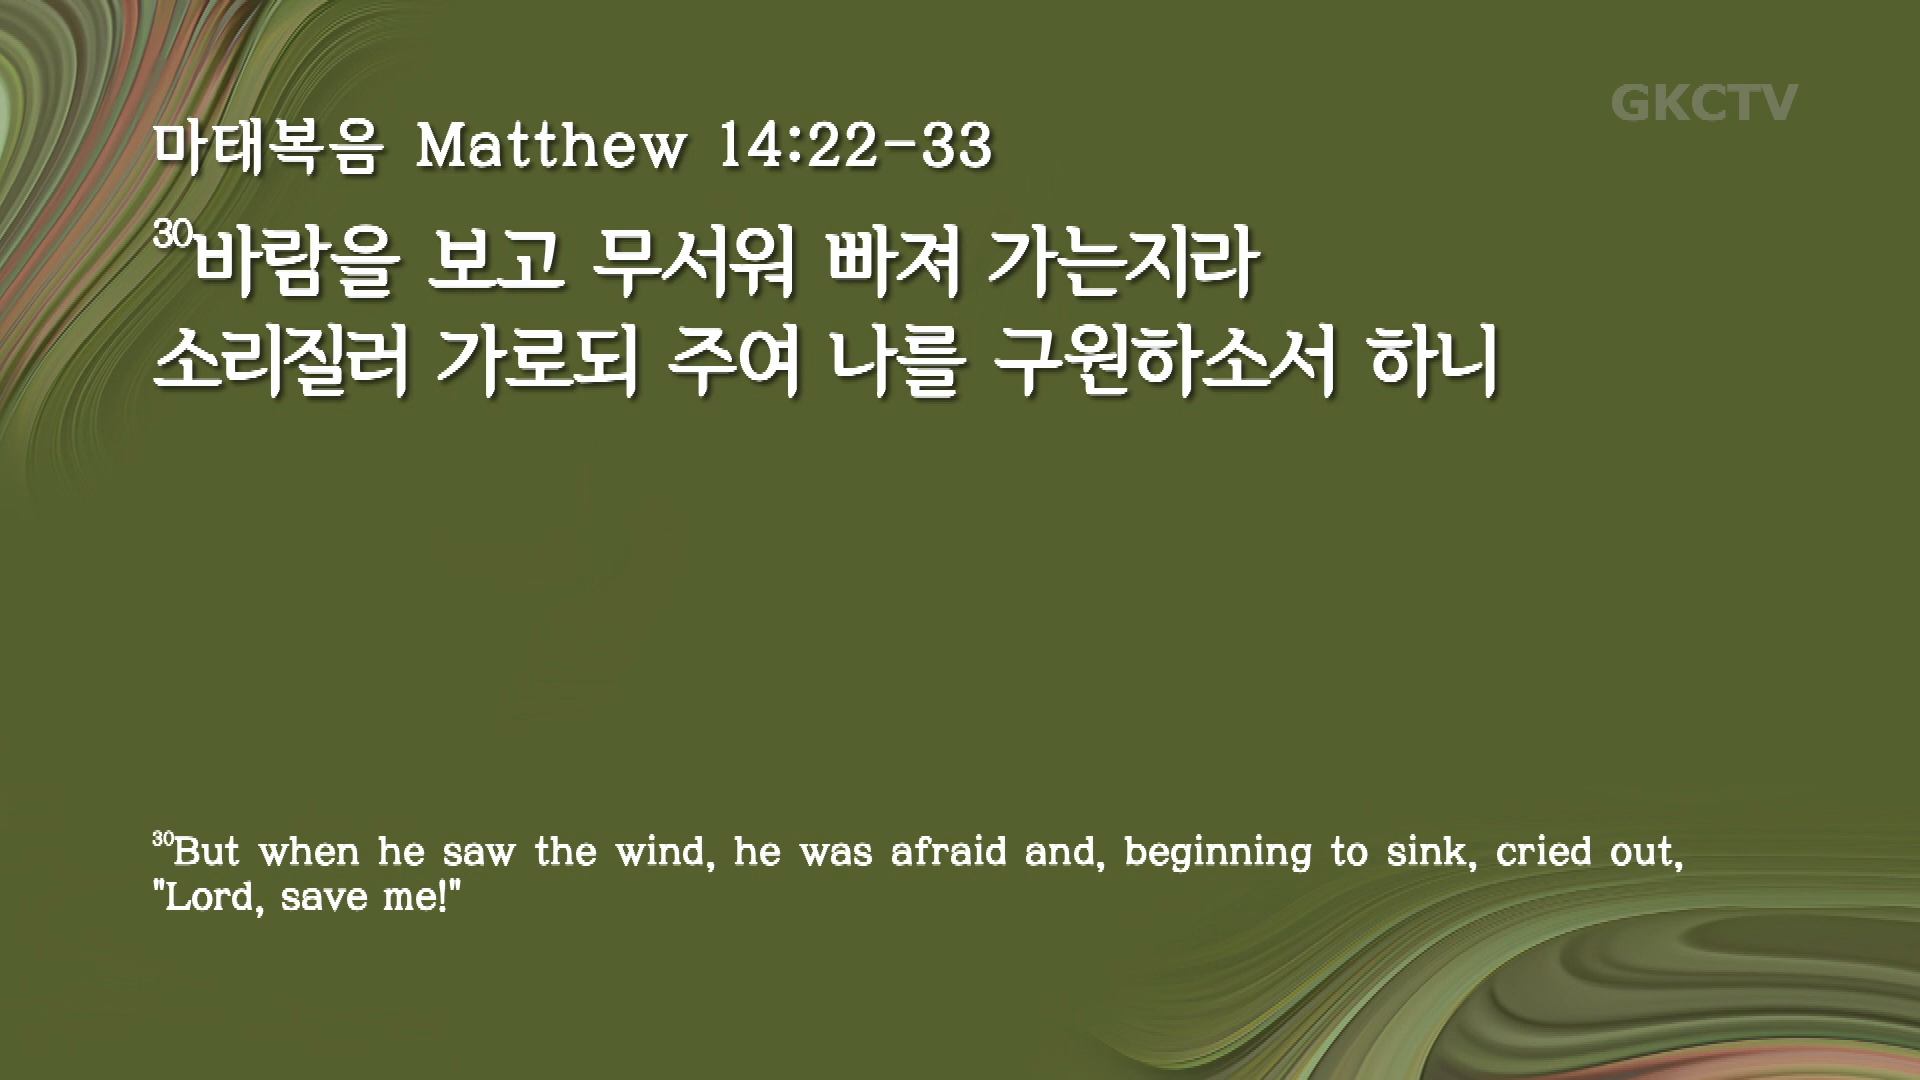 GKCTV
마태복음 Matthew 14:22-33
30바람을 보고 무서워 빠져 가는지라
소리질러 가로되 주여 나를 구원하소서 하니
30But when he saw the wind, he was afraid and, beginning to sink, cried out,
"Lord, save me!"